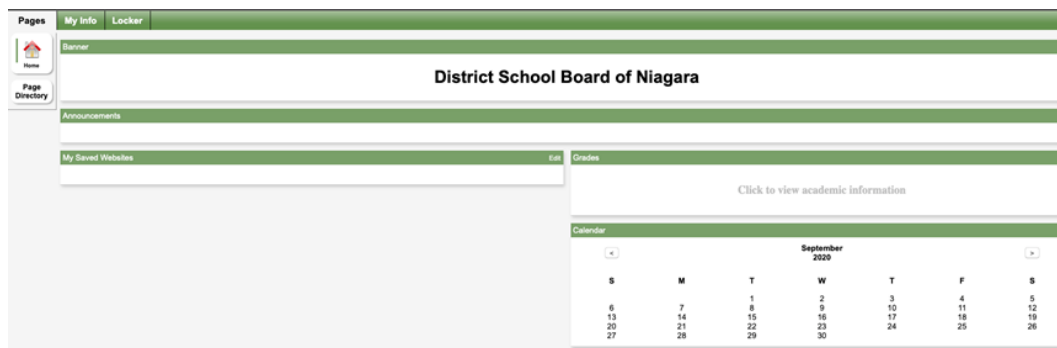 Pages My Info Locker
Home
Page
Directory
Banner
District School Board of Niagara
Announcements
My Saved Websites Edit
Grades
Click to view academic information
Calendar
< September >
2020
S M T W T F S
1 2 3 4 5
6 7 8 9 10 11 12
13 14 15 16 17 18 19
20 21 22 23 24 25 26
27 28 29 30